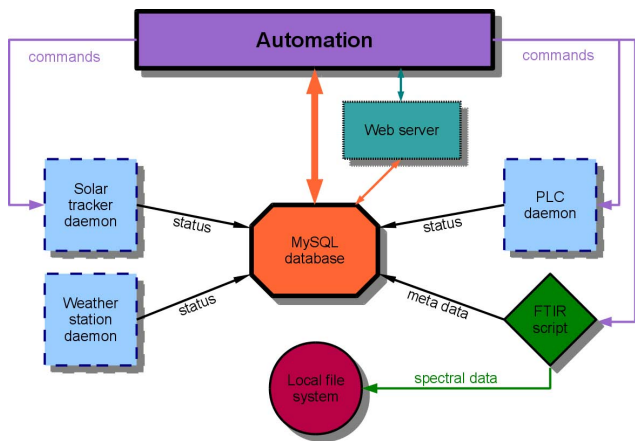 Automation
commands
commands
Web server
Solar
tracker
daemon
status
MySQL
database
status
PLC
daemon
Weather
station
daemon
status
meta data
FTIR
script
Local file
system
spectral data